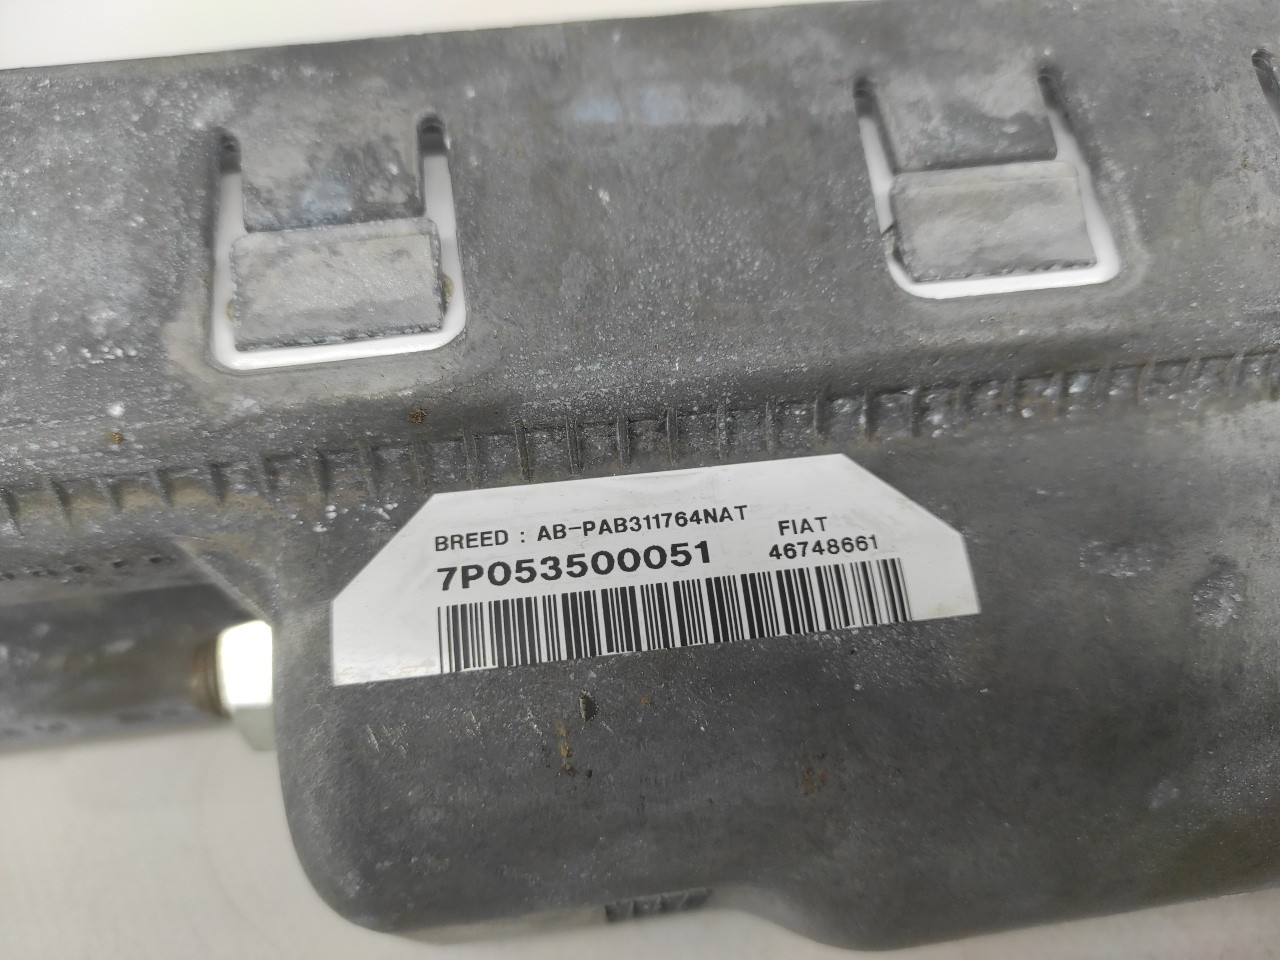 BREED : AB-PAB311764NAT
7P053500051
FIAT
46748661